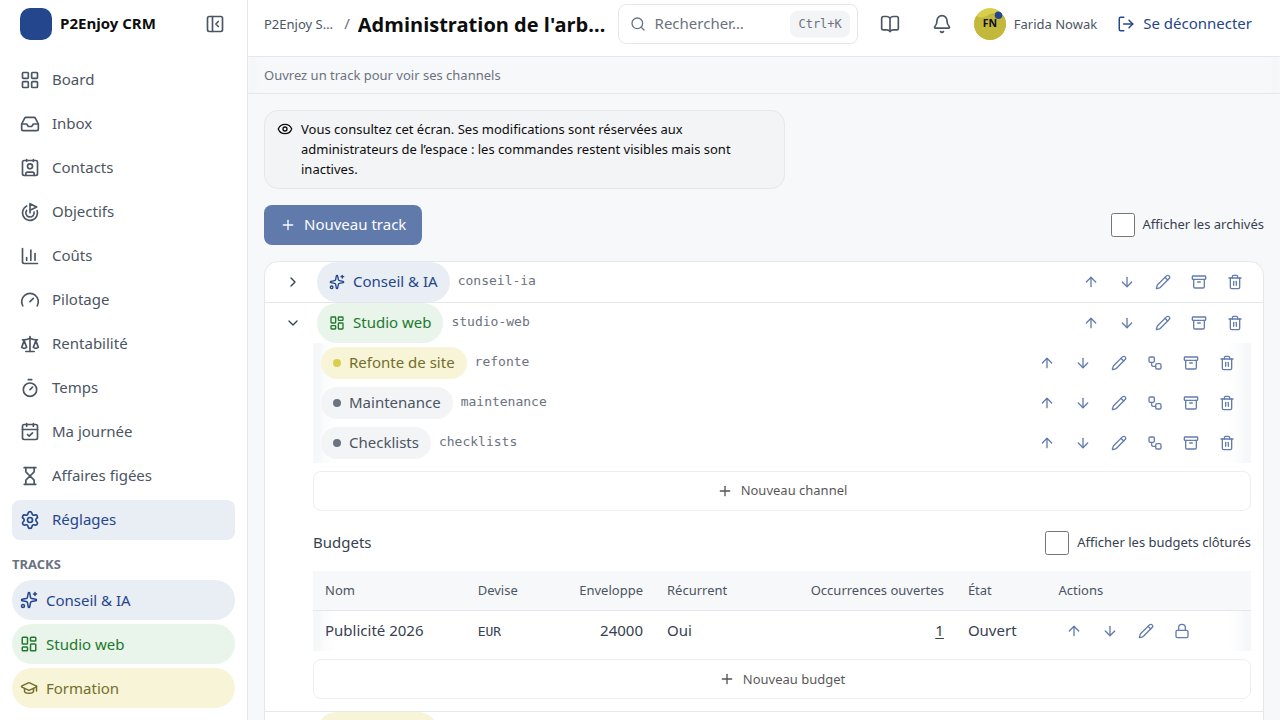 P2Enjoy CRM
P2Enjoy S... / Administration de l'arb...
Rechercher... Ctrl+K
FN Farida Nowak
Se déconnecter
Board
Inbox
Contacts
Objectifs
Coûts
Pilotage
Rentabilité
Temps
Ma journée
Affaires figées
Réglages
TRACKS
Conseil & IA
Studio web
Formation
Ouvrez un track pour voir ses channels
Vous consultez cet écran. Ses modifications sont réservées aux
administrateurs de l'espace : les commandes restent visibles mais sont
inactives.
Nouveau track
Afficher les archivés
Conseil & IA conseil-ia
Studio web studio-web
Refonte de site refonte
Maintenance maintenance
Checklists checklists
Nouveau channel
Budgets
Afficher les budgets clôturés
Nom Devise Enveloppe Récurrent Occurrences ouvertes État Actions
Publicité 2026 EUR 24000 Oui 1 Ouvert
Nouveau budget